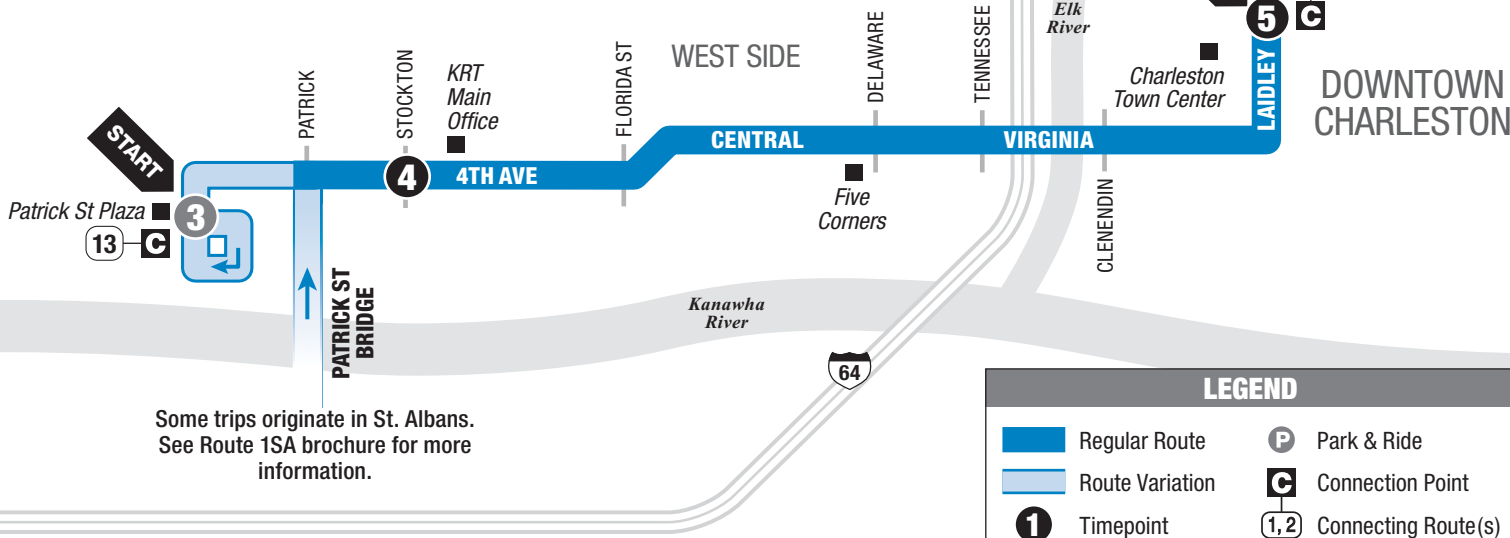 Elk
River
5
C
WEST SIDE
DELAWARE
TENNESSEE
Charleston
Town Center
LAIDLEY
DOWNTOWN
CHARLESTON
PATRICK
STOCKTON
KRT
Main
Office
FLORIDA ST
START
CENTRAL
VIRGINIA
4
4TH AVE
Five
Corners
CLENENDIN
Patrick St Plaza
3
13
C
PATRICK ST
BRIDGE
Kanawha
River
64
Some trips originate in St. Albans.
See Route 1SA brochure for more
information.
LEGEND
Regular Route
P Park & Ride
Route Variation
C Connection Point
1 Timepoint
1, 2 Connecting Route(s)